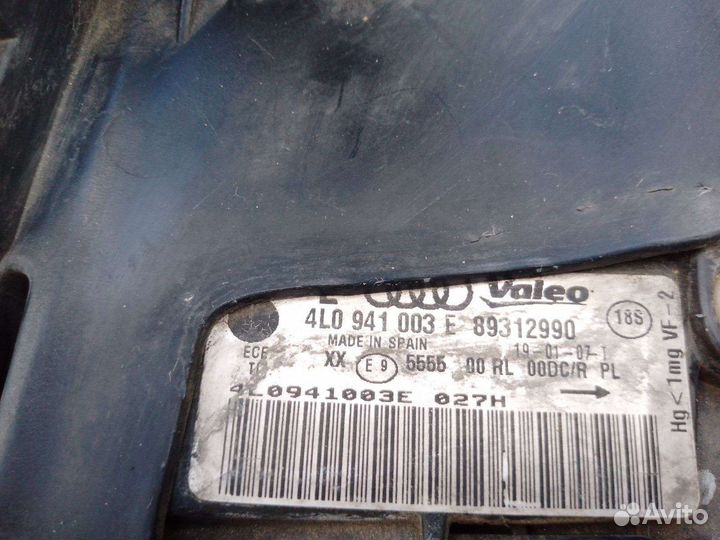 Valeo
4L0 941 003 E 89312990
18S
MADE IN SPAIN 19-01-07
ECE XX E9 5555 00 RL 00DC/R PL
4L0941003E 027H
Hg<1mg VF-2
Avito